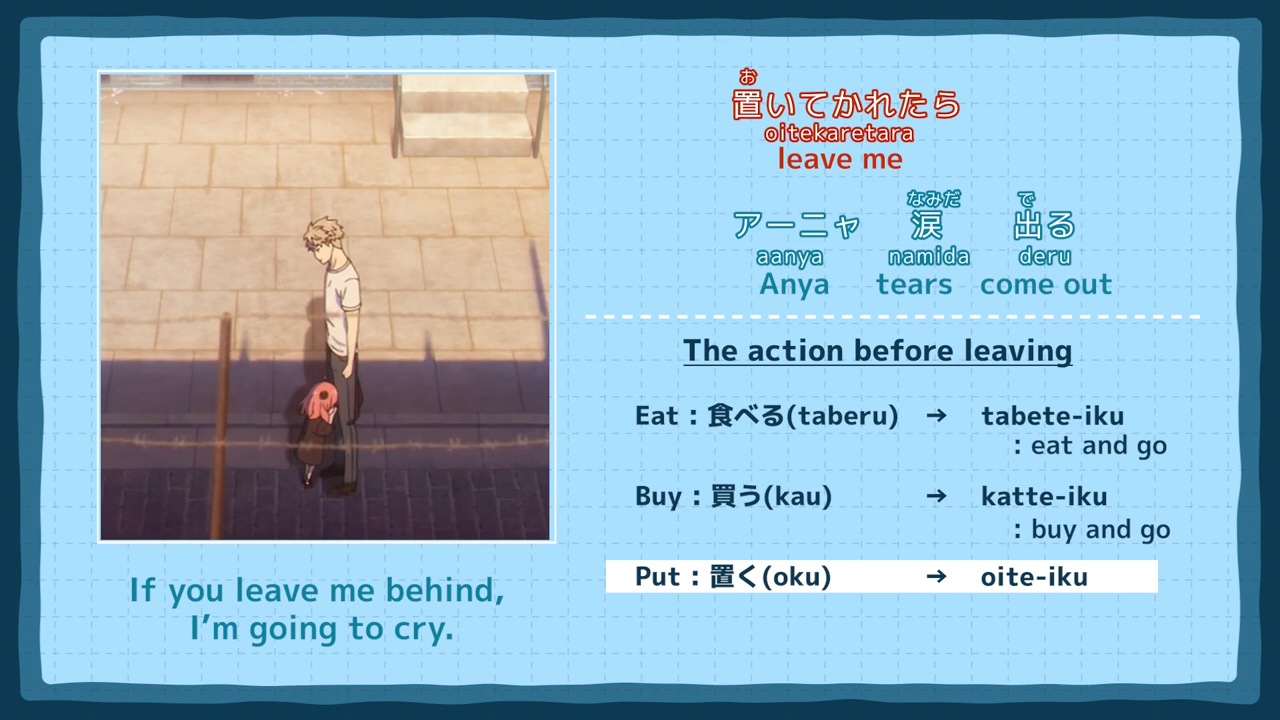 お
置いてかれたら
oitekaretara
leave me
なみだ で
アーニャ 涙 出る
aanya namida deru
Anya tears come out
The action before leaving
Eat : 食べる(taberu) → tabete-iku
: eat and go
Buy : 買う(kau) → katte-iku
: buy and go
Put : 置く(oku) → oite-iku
If you leave me behind,
I’m going to cry.